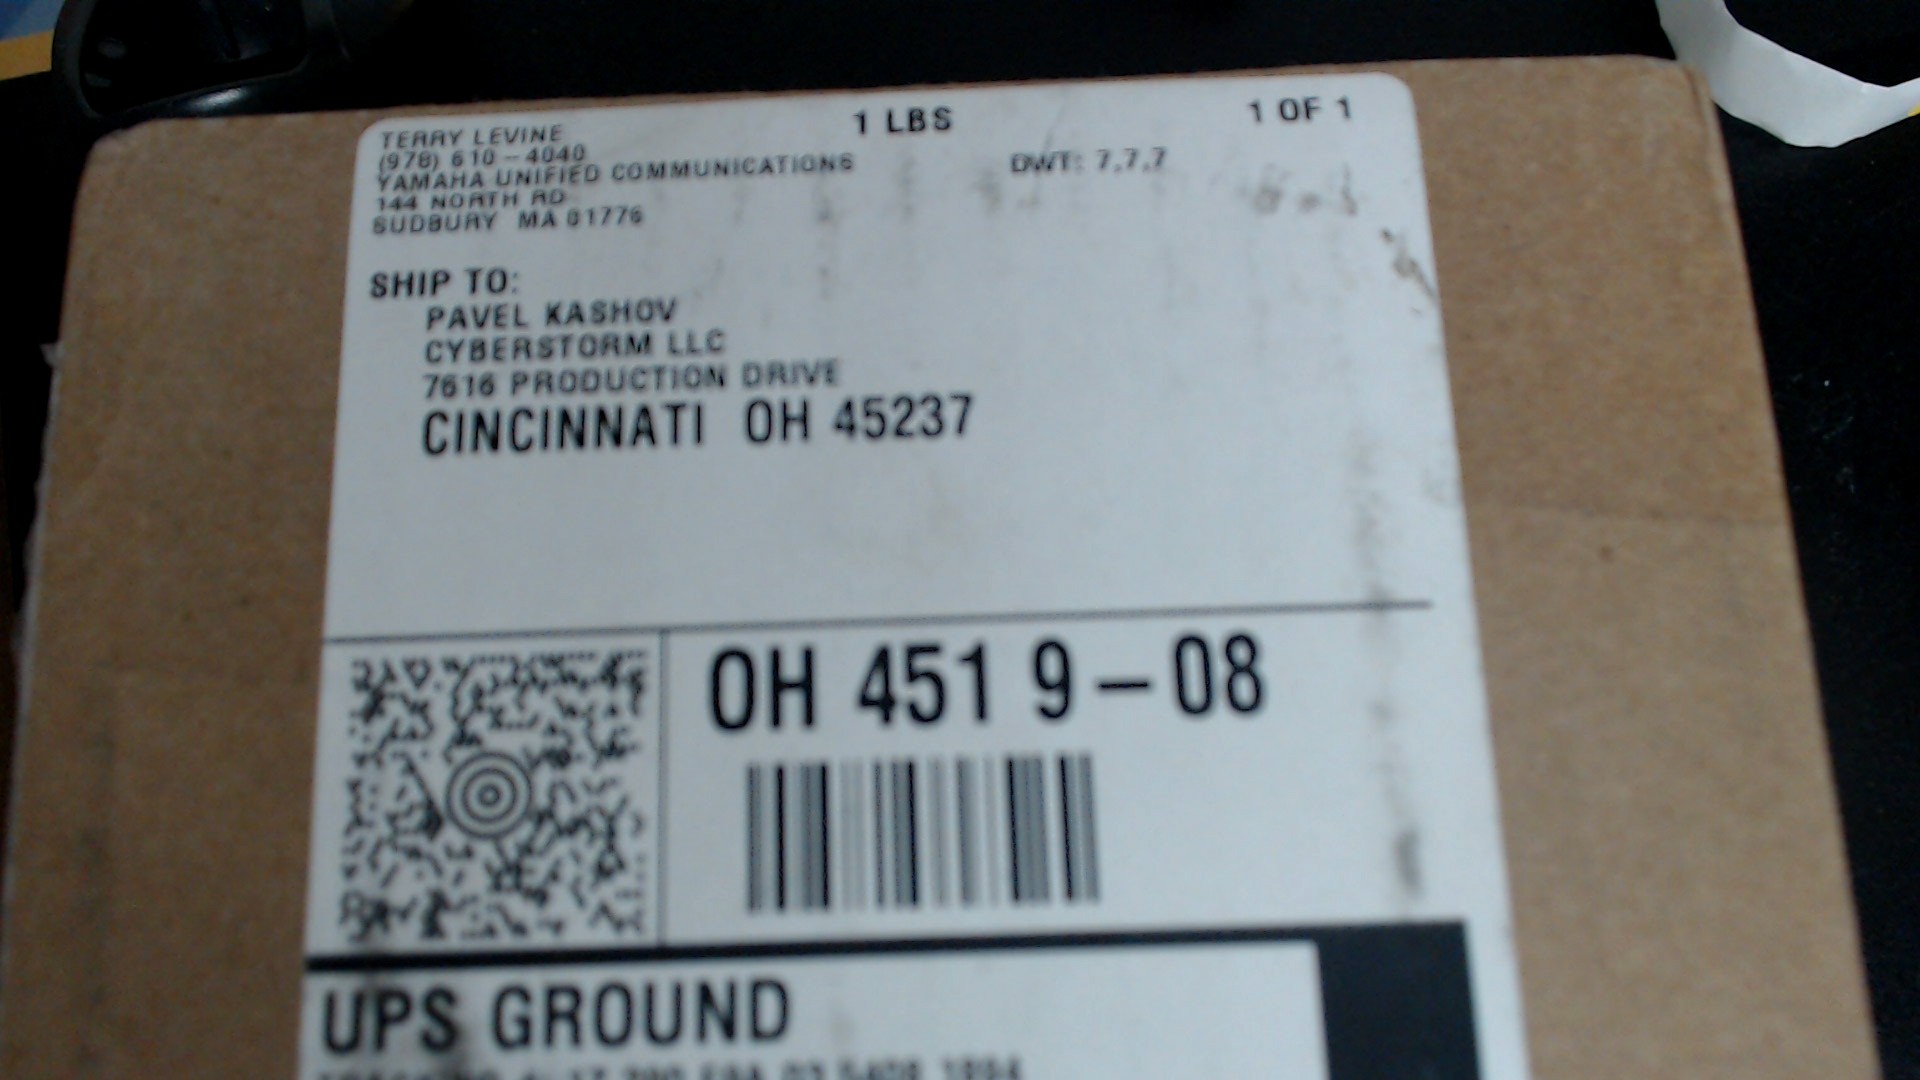 TERRY LEVINE
(978) 610-4040
YAMAHA UNIFIED COMMUNICATIONS
144 NORTH RD
SUDBURY MA 01776
1 LBS
1 OF 1
DWT: 7,7,7
SHIP TO:
PAVEL KASHOV
CYBERSTORM LLC
7616 PRODUCTION DRIVE
CINCINNATI OH 45237
OH 451 9-08
UPS GROUND